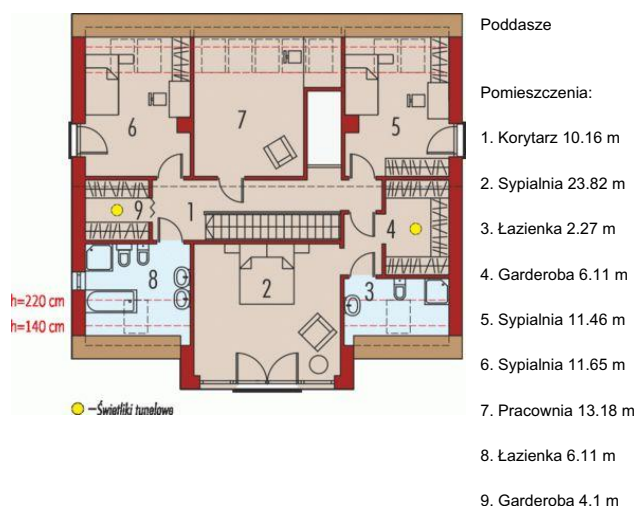 Poddasze
Pomieszczenia:
1. Korytarz 10.16 m
2. Sypialnia 23.82 m
3. Łazienka 2.27 m
4. Garderoba 6.11 m
5. Sypialnia 11.46 m
6. Sypialnia 11.65 m
7. Pracownia 13.18 m
8. Łazienka 6.11 m
9. Garderoba 4.1 m
6
7
5
9
1
4
8
2
3
h=220 cm
h=140 cm
–Świetliki tunelowe